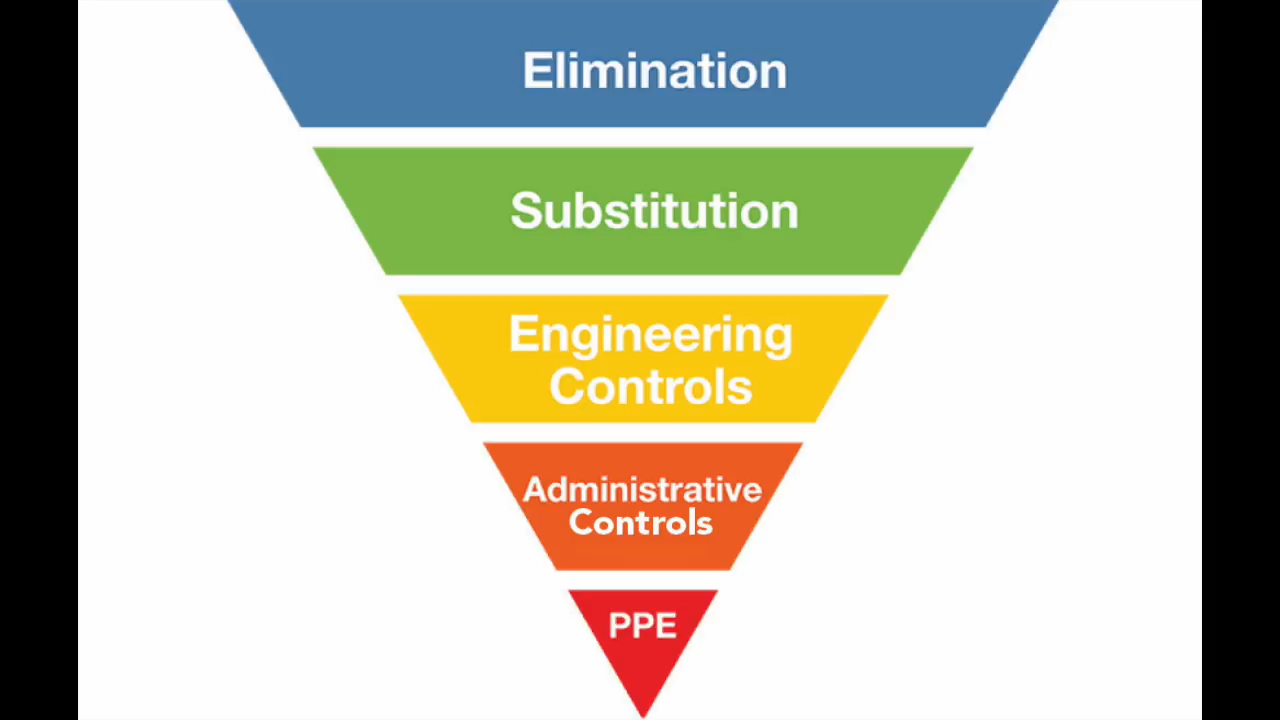 Elimination
Substitution
Engineering
Controls
Administrative
Controls
PPE